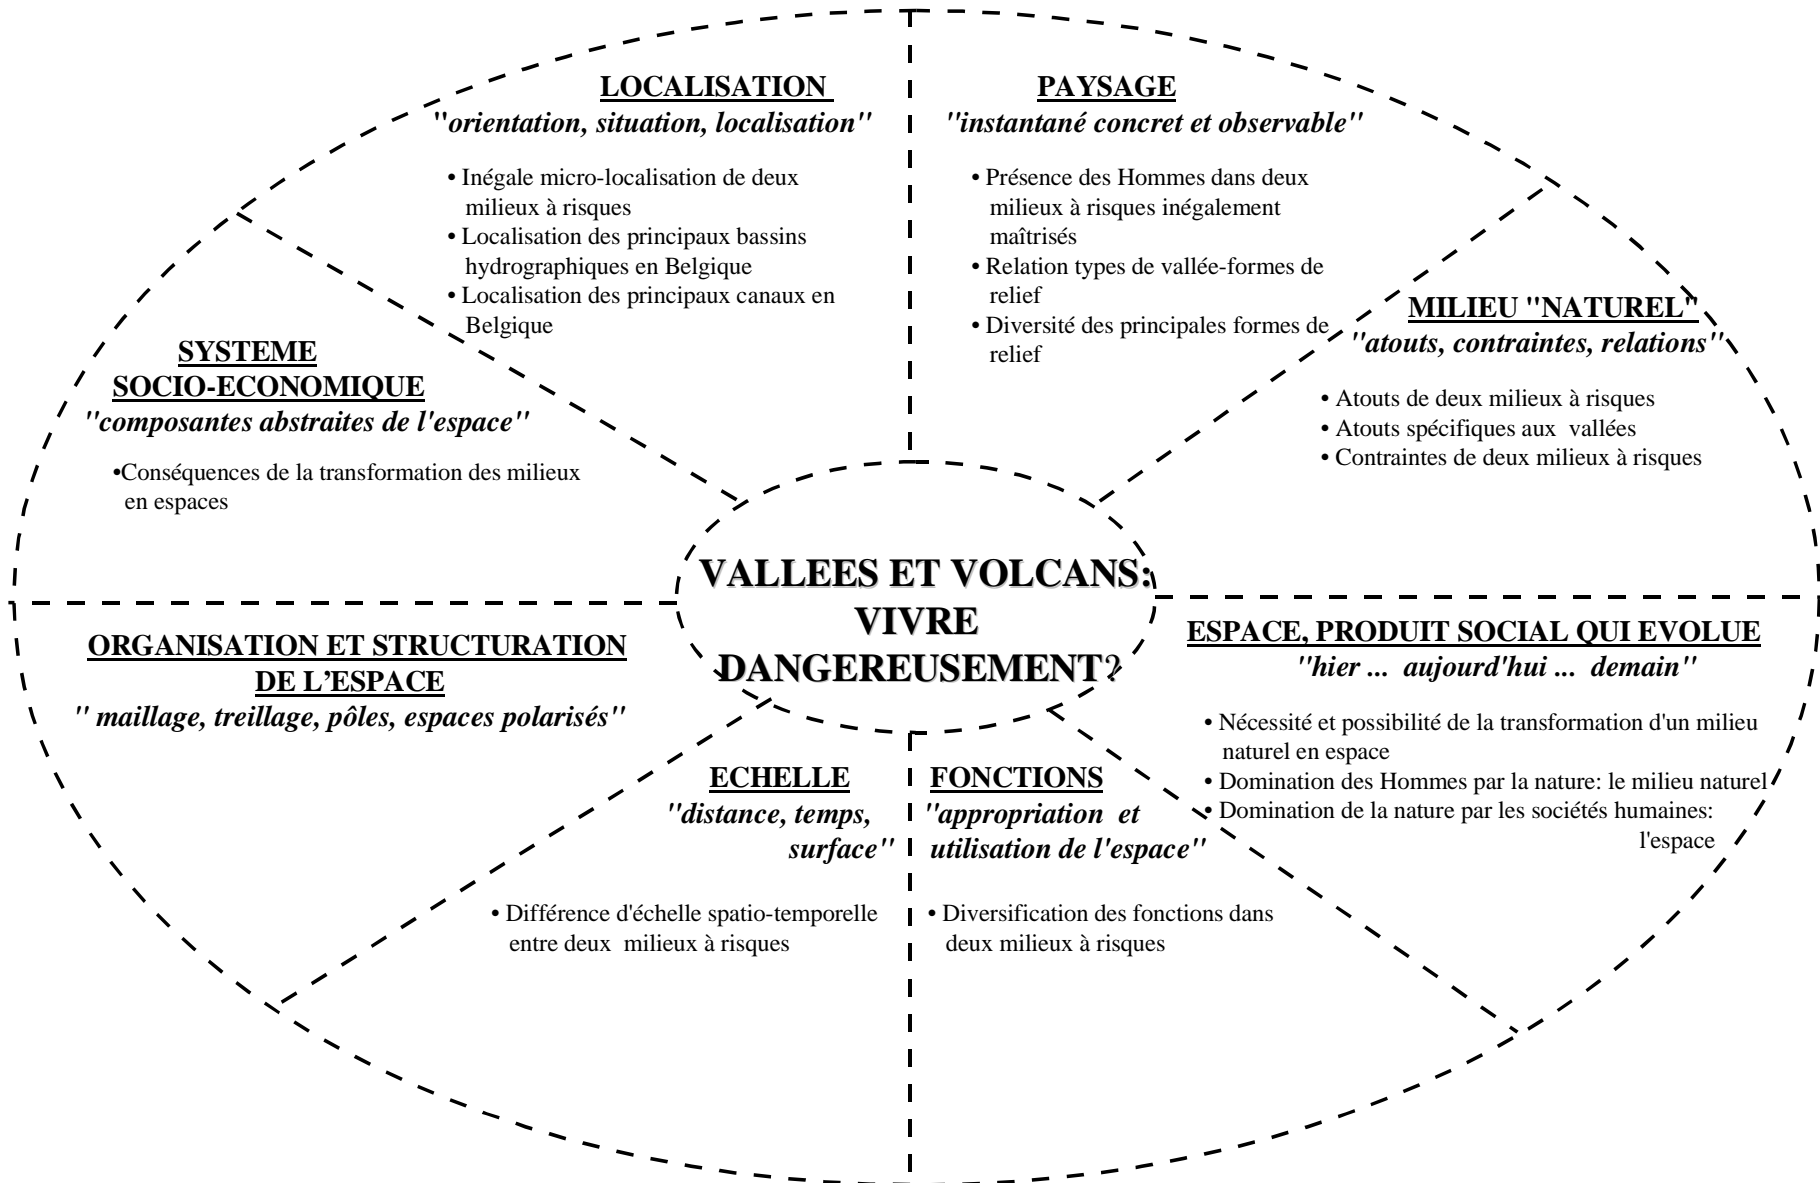 LOCALISATION
"orientation, situation, localisation"
• Inégale micro-localisation de deux
milieux à risques
• Localisation des principaux bassins
hydrographiques en Belgique
• Localisation des principaux canaux en
Belgique
PAYSAGE
"instantané concret et observable"
• Présence des Hommes dans deux
milieux à risques inégalement
maîtrisés
• Relation types de vallée-formes de
relief
• Diversité des principales formes de
relief
MILIEU "NATUREL"
"atouts, contraintes, relations"
• Atouts de deux milieux à risques
• Atouts spécifiques aux vallées
• Contraintes de deux milieux à risques
SYSTEME
SOCIO-ECONOMIQUE
"composantes abstraites de l'espace"
•Conséquences de la transformation des milieux
en espaces
VALLEES ET VOLCANS:
VIVRE
DANGEREUSEMENT?
ORGANISATION ET STRUCTURATION
DE L’ESPACE
" maillage, treillage, pôles, espaces polarisés"
ESPACE, PRODUIT SOCIAL QUI EVOLUE
"hier ... aujourd'hui ... demain"
• Nécessité et possibilité de la transformation d'un milieu
naturel en espace
• Domination des Hommes par la nature: le milieu naturel
• Domination de la nature par les sociétés humaines:
l'espace
ECHELLE
"distance, temps,
surface"
• Différence d'échelle spatio-temporelle
entre deux milieux à risques
FONCTIONS
"appropriation et
utilisation de l'espace"
• Diversification des fonctions dans
deux milieux à risques